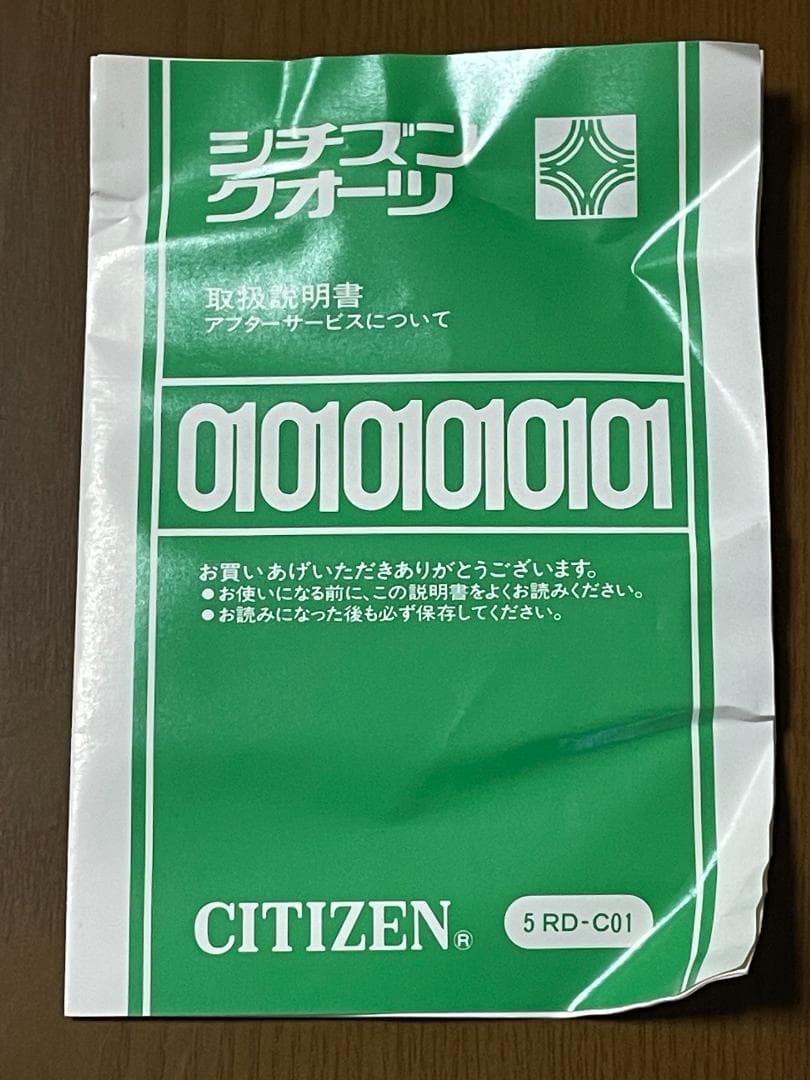 シチズン
クオーツ
取扱説明書
アフターサービスについて
010101010101
お買いあげいただきありがとうございます。
●お使いになる前に、この説明書をよくお読みください。
●お読みになった後も必ず保存してください。
CITIZEN®
5RD-C01